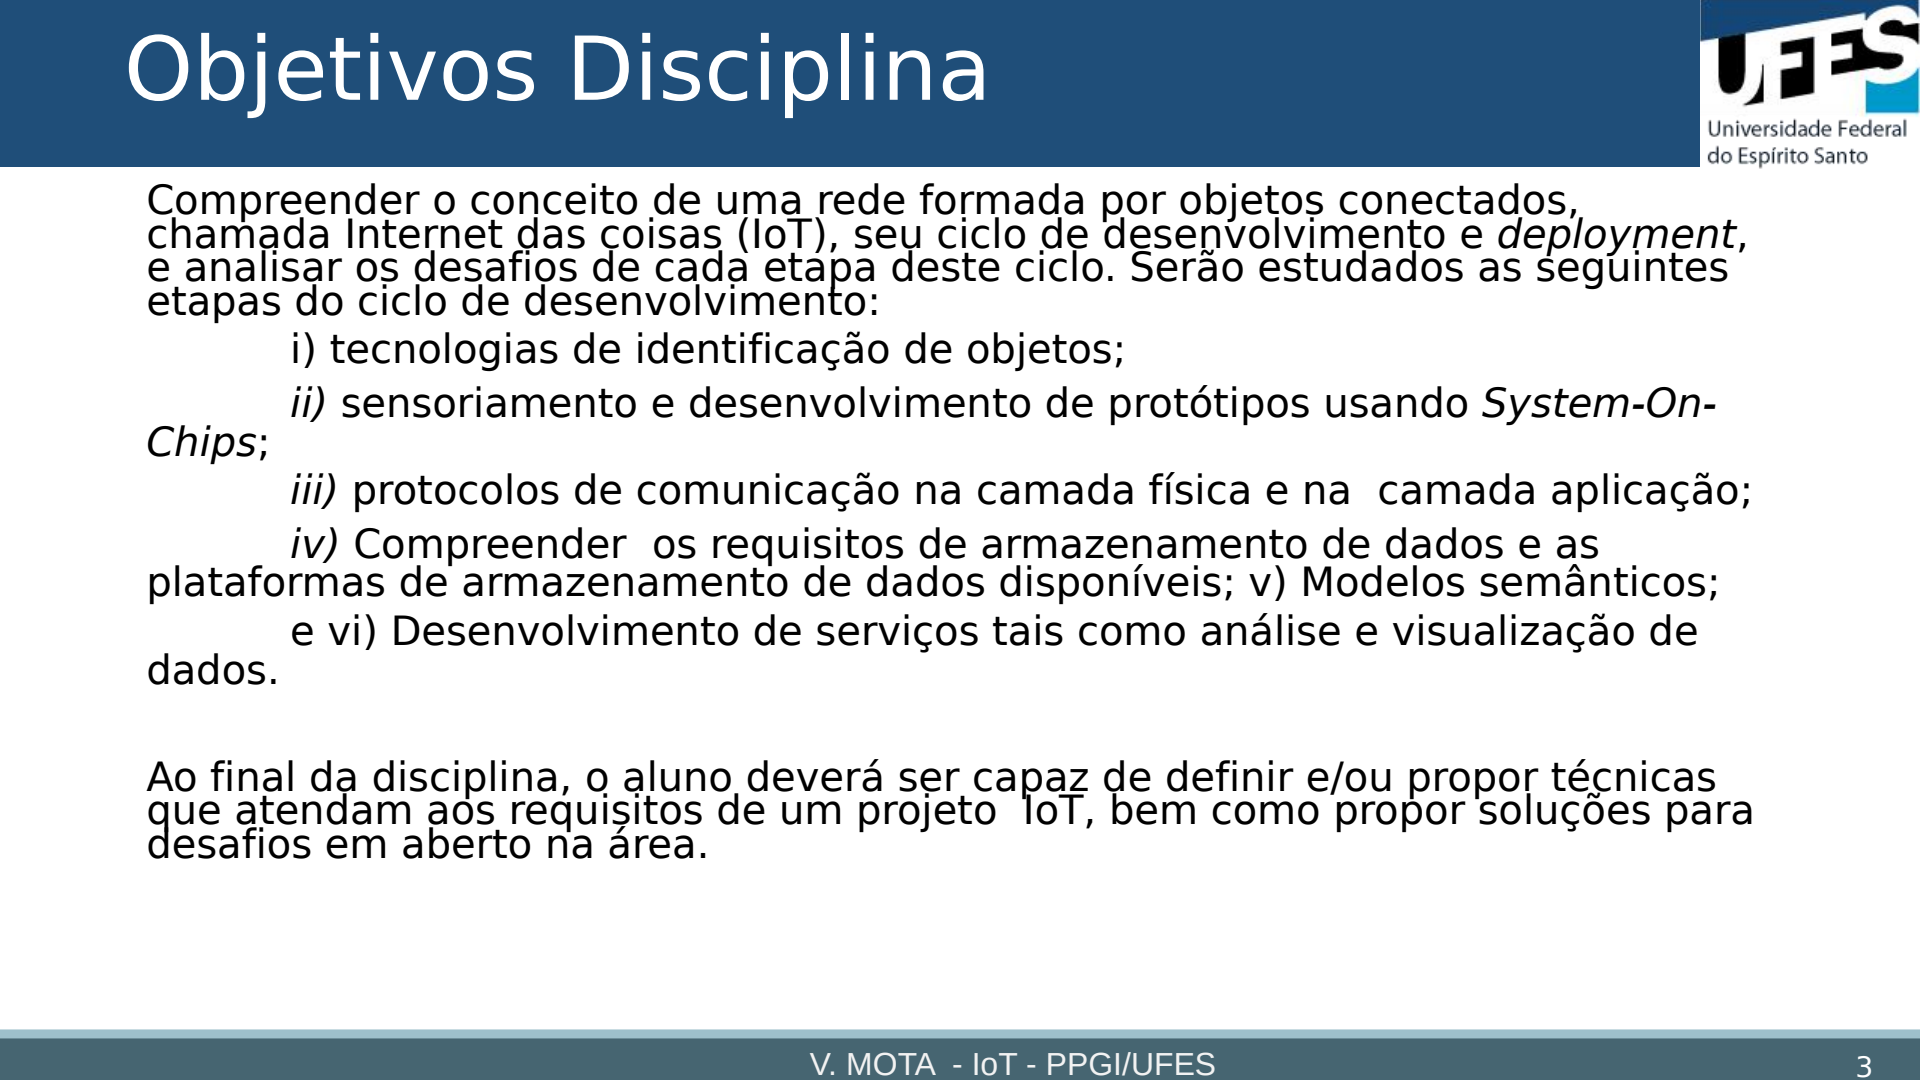 Objetivos Disciplina
UFES
Universidade Federal
do Espírito Santo
Compreender o conceito de uma rede formada por objetos conectados,
chamada Internet das coisas (IoT), seu ciclo de desenvolvimento e deployment,
e analisar os desafios de cada etapa deste ciclo. Serão estudados as seguintes
etapas do ciclo de desenvolvimento:
i) tecnologias de identificação de objetos;
ii) sensoriamento e desenvolvimento de protótipos usando System-On-
Chips;
iii) protocolos de comunicação na camada física e na  camada aplicação;
iv) Compreender  os requisitos de armazenamento de dados e as
plataformas de armazenamento de dados disponíveis; v) Modelos semânticos;
e vi) Desenvolvimento de serviços tais como análise e visualização de
dados.
Ao final da disciplina, o aluno deverá ser capaz de definir e/ou propor técnicas
que atendam aos requisitos de um projeto  IoT, bem como propor soluções para
desafios em aberto na área.
V. MOTA  - IoT - PPGI/UFES
3